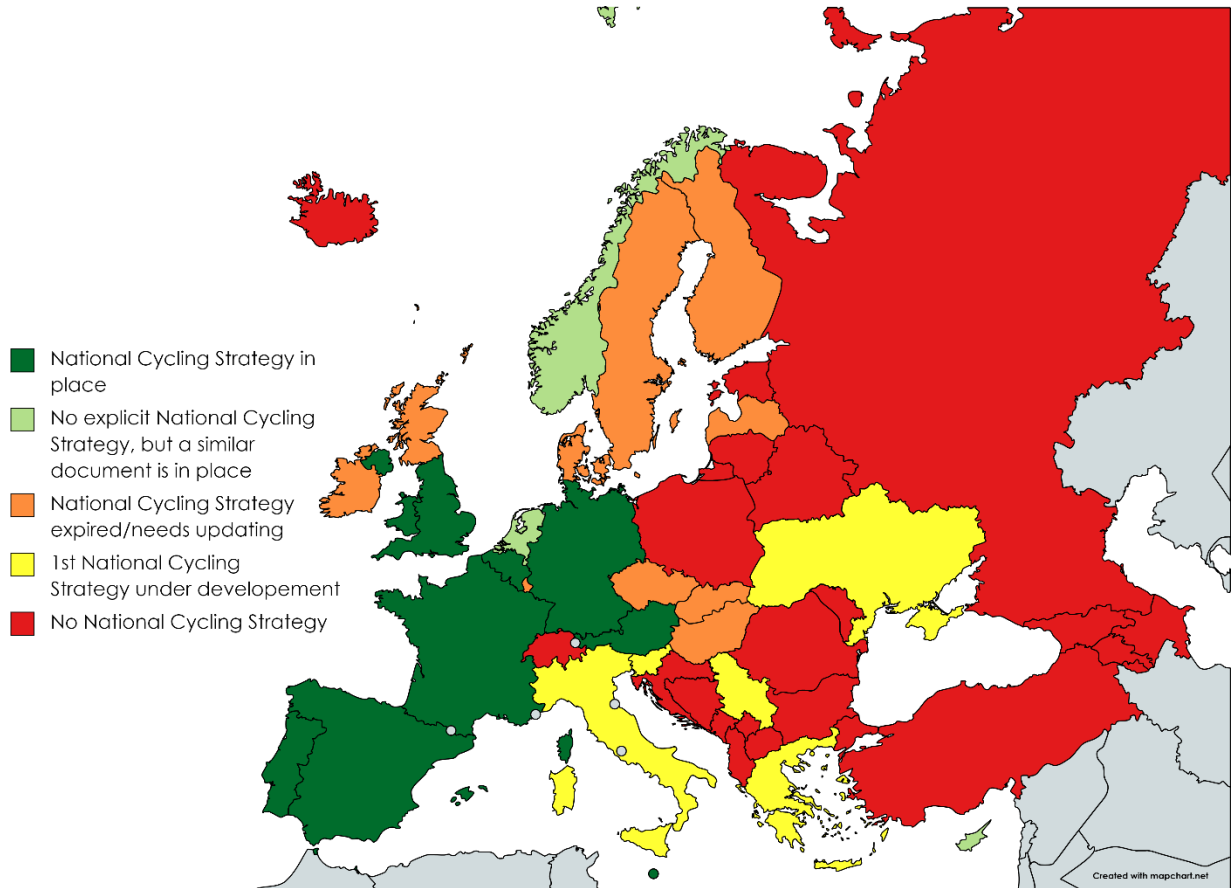 National Cycling Strategy in
place
No explicit National Cycling
Strategy, but a similar
document is in place
National Cycling Strategy
expired/needs updating
1st National Cycling
Strategy under developement
No National Cycling Strategy
Created with mapchart.net